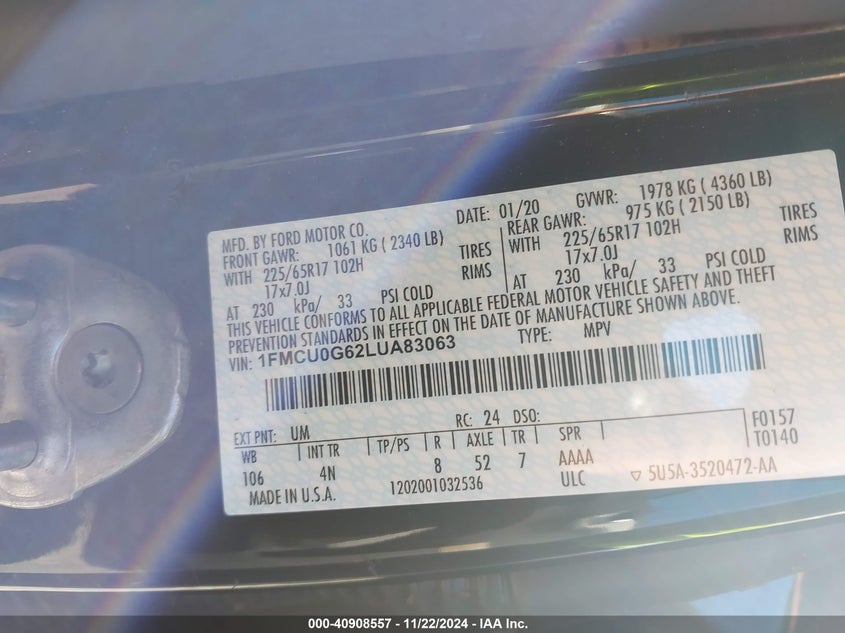 MFD. BY FORD MOTOR CO. DATE: 01/20 GVWR: 1978 KG ( 4360 LB)
FRONT GAWR: 1061 KG ( 2340 LB) REAR GAWR: 975 KG ( 2150 LB)
WITH 225/65R17 102H TIRES WITH 225/65R17 102H TIRES
17x7.0J RIMS 17x7.0J RIMS
AT 230 kPa/ 33 PSI COLD AT 230 kPa/ 33 PSI COLD
THIS VEHICLE CONFORMS TO ALL APPLICABLE FEDERAL MOTOR VEHICLE SAFETY AND THEFT
PREVENTION STANDARDS IN EFFECT ON THE DATE OF MANUFACTURE SHOWN ABOVE.
VIN: 1FMCU0G62LUA83063 TYPE: MPV
EXT PNT: UM RC: 24 DSO: F0157
WB INT TR TP/PS R AXLE TR SPR T0140
106 4N 8 52 7 AAAA
MADE IN U.S.A. 1202001032536 ULC ▽ 5U5A-3520472-AA
000-40908557 - 11/22/2024 - IAA Inc.